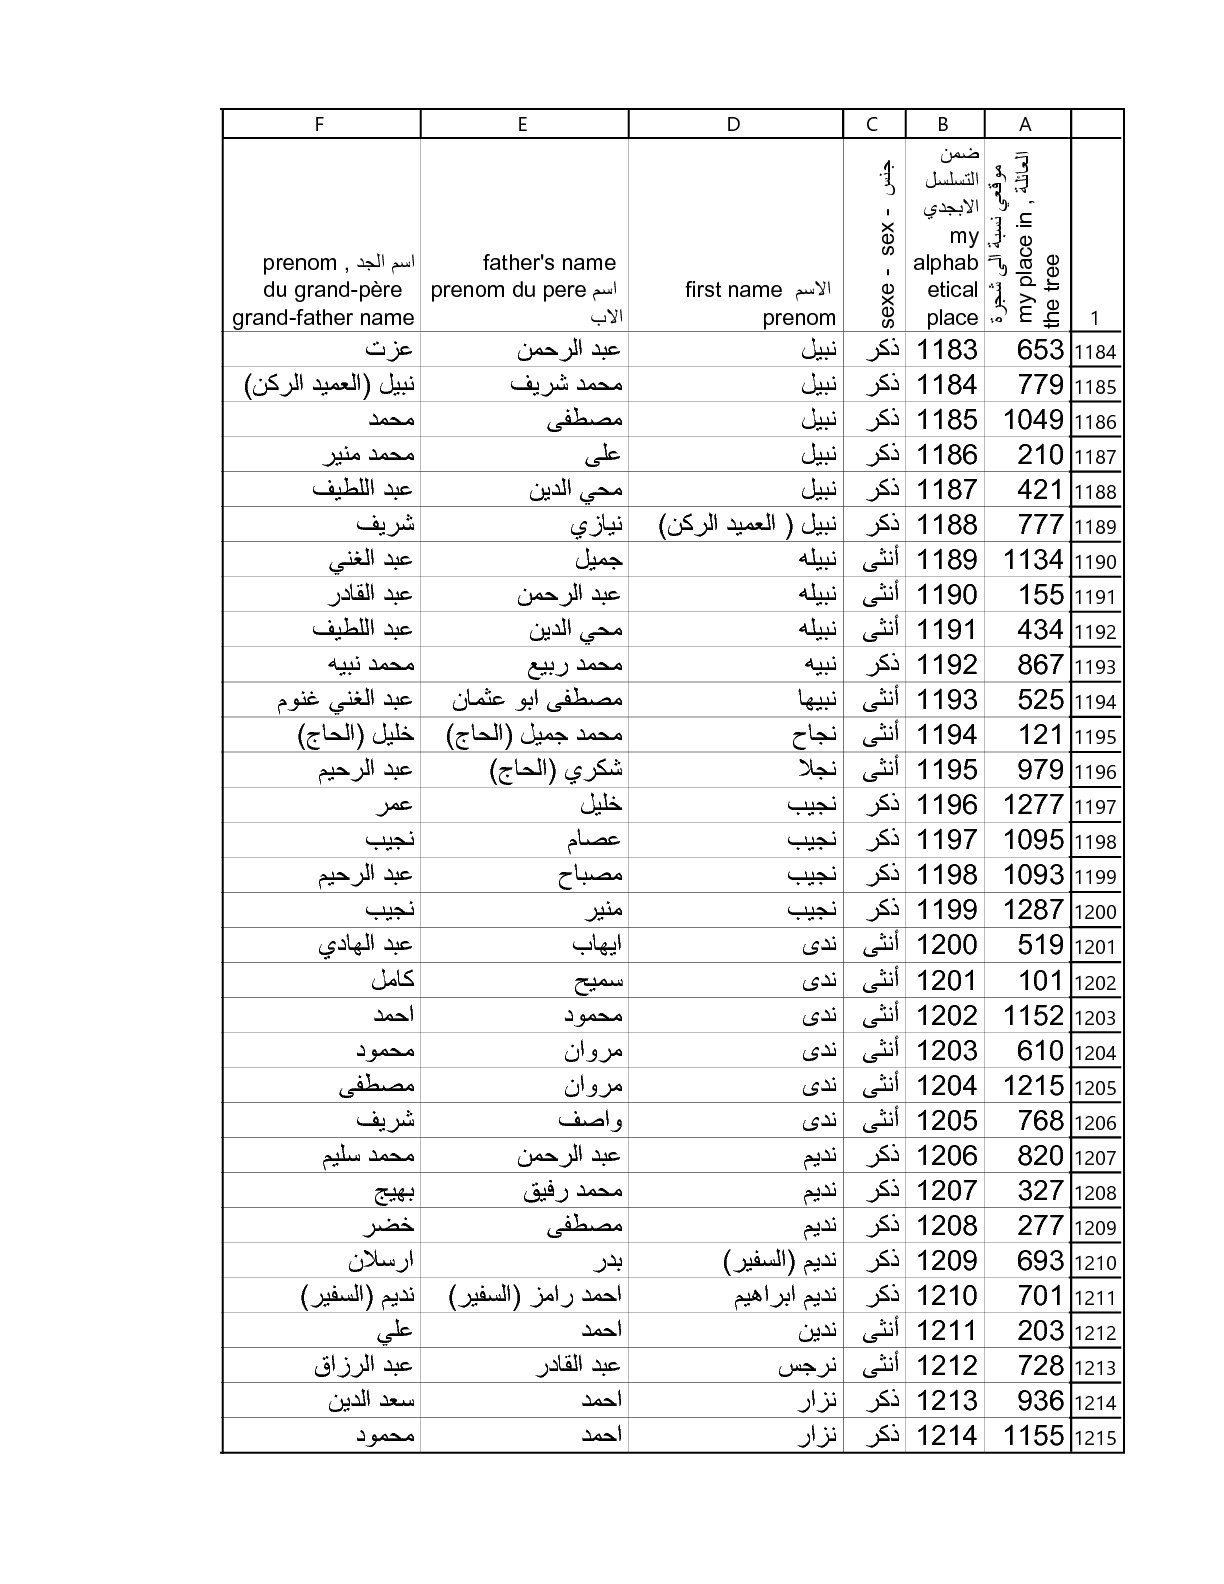 F E D C B A
اسم الجد , prenom du grand-père grand-father name
father's name prenom du pere اسم الاب
first name الاسم prenom
sexe - sex - جنس
ضمن التسلسل الابجدي my alphabetical place
موقعي نسبة الى شجرة العائلة , my place in the tree
1
1184 653 1183 ذكر نبيل عبد الرحمن عزت
1185 779 1184 ذكر نبيل محمد شريف نبيل (العميد الركن)
1186 1049 1185 ذكر نبيل مصطفى محمد
1187 210 1186 ذكر نبيل على محمد منير
1188 421 1187 ذكر نبيل محي الدين عبد اللطيف
1189 777 1188 ذكر نبيل ( العميد الركن) نيازي شريف
1190 1134 1189 أنثى نبيله جميل عبد الغني
1191 155 1190 أنثى نبيله عبد الرحمن عبد القادر
1192 434 1191 أنثى نبيله محي الدين عبد اللطيف
1193 867 1192 ذكر نبيه محمد ربيع محمد نبيه
1194 525 1193 أنثى نبيها مصطفى ابو عثمان عبد الغني غنوم
1195 121 1194 أنثى نجاح محمد جميل (الحاج) خليل (الحاج)
1196 979 1195 أنثى نجلا شكري (الحاج) عبد الرحيم
1197 1277 1196 ذكر نجيب خليل عمر
1198 1095 1197 ذكر نجيب عصام نجيب
1199 1093 1198 ذكر نجيب مصباح عبد الرحيم
1200 1287 1199 ذكر نجيب منير نجيب
1201 519 1200 أنثى ندى ايهاب عبد الهادي
1202 101 1201 أنثى ندى سميح كامل
1203 1152 1202 أنثى ندى محمود احمد
1204 610 1203 أنثى ندى مروان محمود
1205 1215 1204 أنثى ندى مروان مصطفى
1206 768 1205 أنثى ندى واصف شريف
1207 820 1206 ذكر نديم عبد الرحمن محمد سليم
1208 327 1207 ذكر نديم محمد رفيق بهيج
1209 277 1208 ذكر نديم مصطفى خضر
1210 693 1209 ذكر نديم (السفير) بدر ارسلان
1211 701 1210 ذكر نديم ابراهيم احمد رامز (السفير) نديم (السفير)
1212 203 1211 أنثى ندين احمد علي
1213 728 1212 أنثى نرجس عبد القادر عبد الرزاق
1214 936 1213 ذكر نزار احمد سعد الدين
1215 1155 1214 ذكر نزار احمد محمود